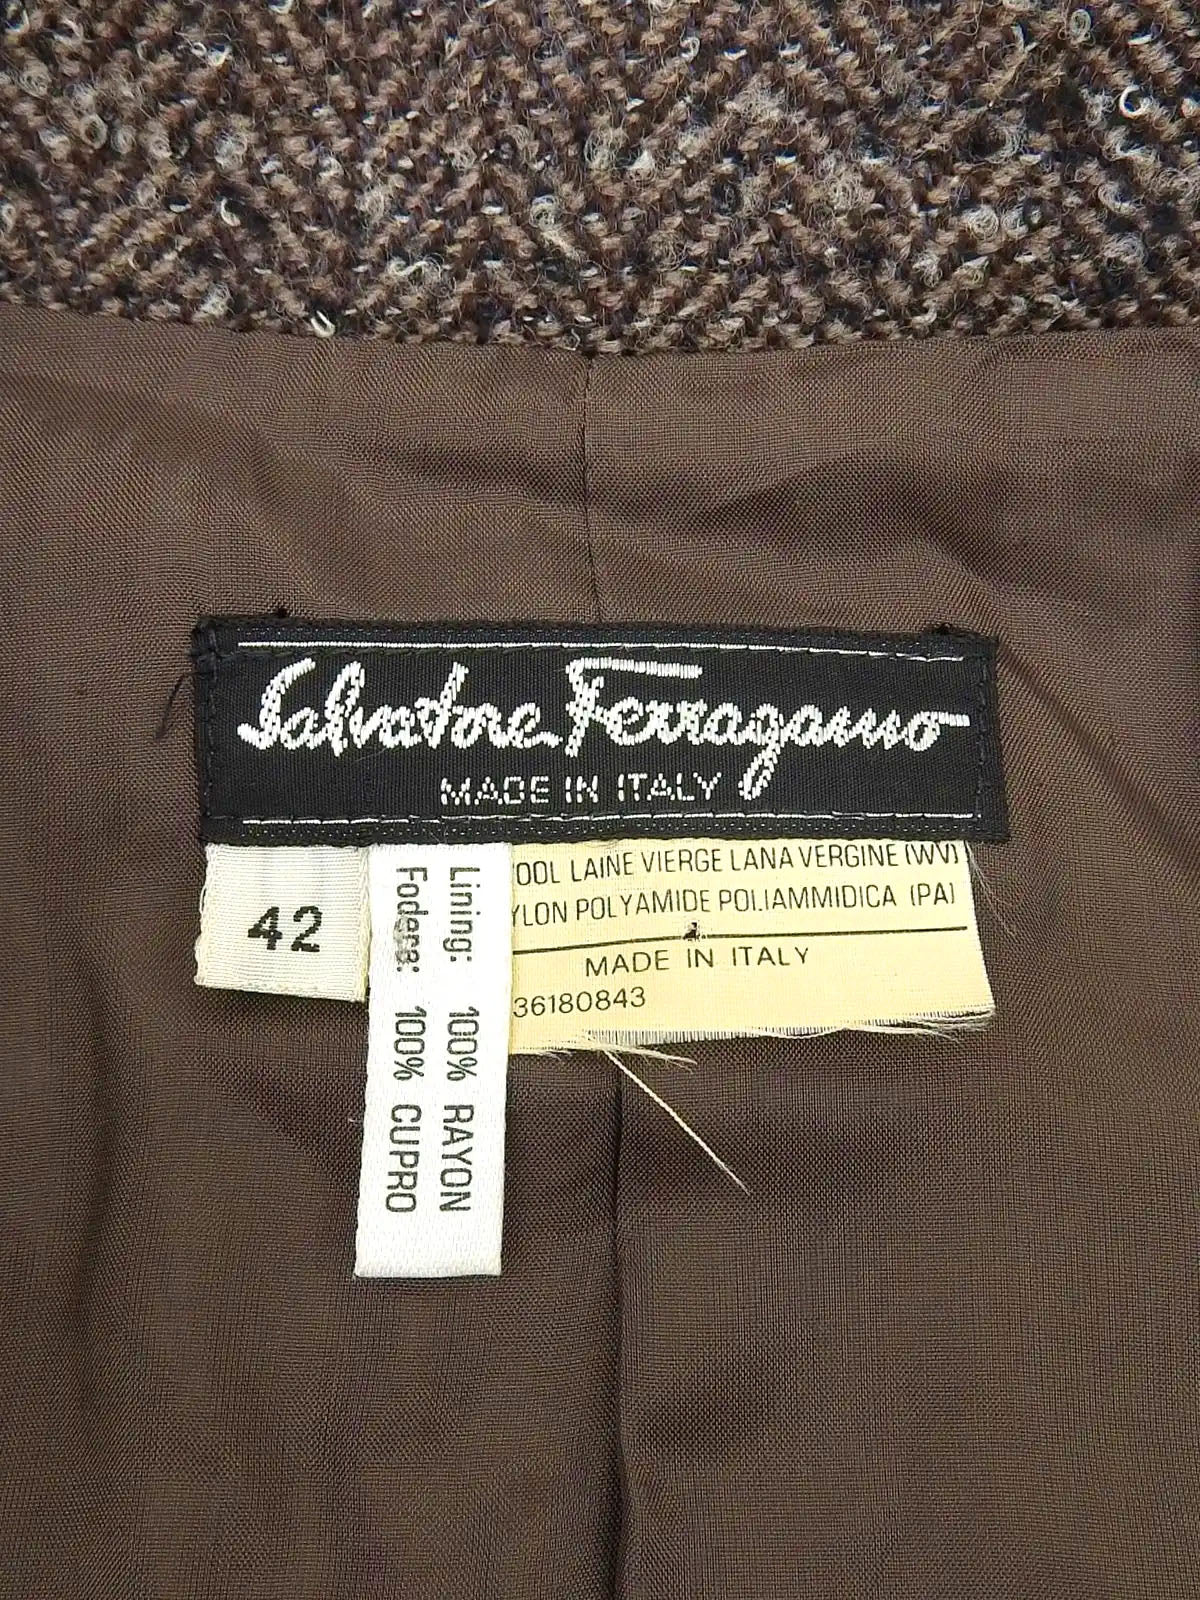 Salvatore Ferragamo
MADE IN ITALY
42
Lining: 100% RAYON
Fodera: 100% CUPRO
OOL LAINE VIERGE LANA VERGINE (WV)
YLON POLYAMIDE POLIAMMIDICA (PA)
MADE IN ITALY
36180843